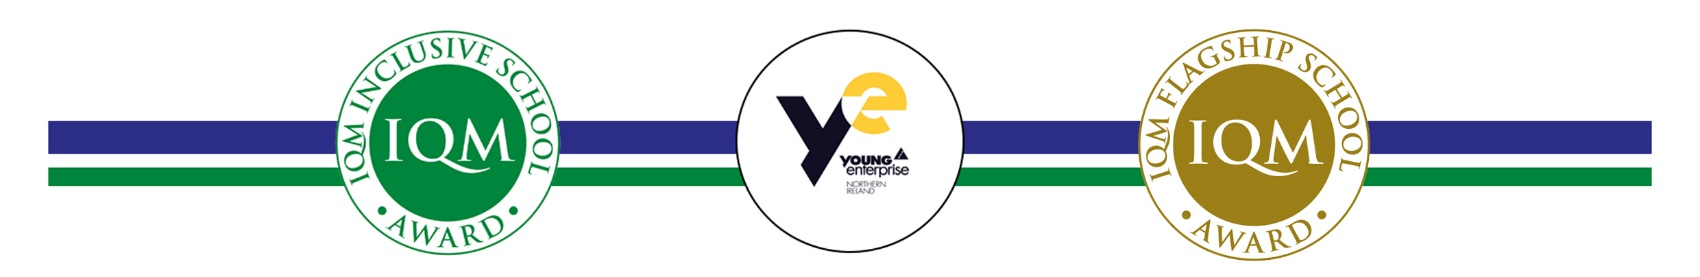 IQM INCLUSIVE SCHOOL
IQM
• AWARD •
ye
YOUNG
enterprise
NORTHERN
IRELAND
IQM FLAGSHIP SCHOOL
IQM
• AWARD •